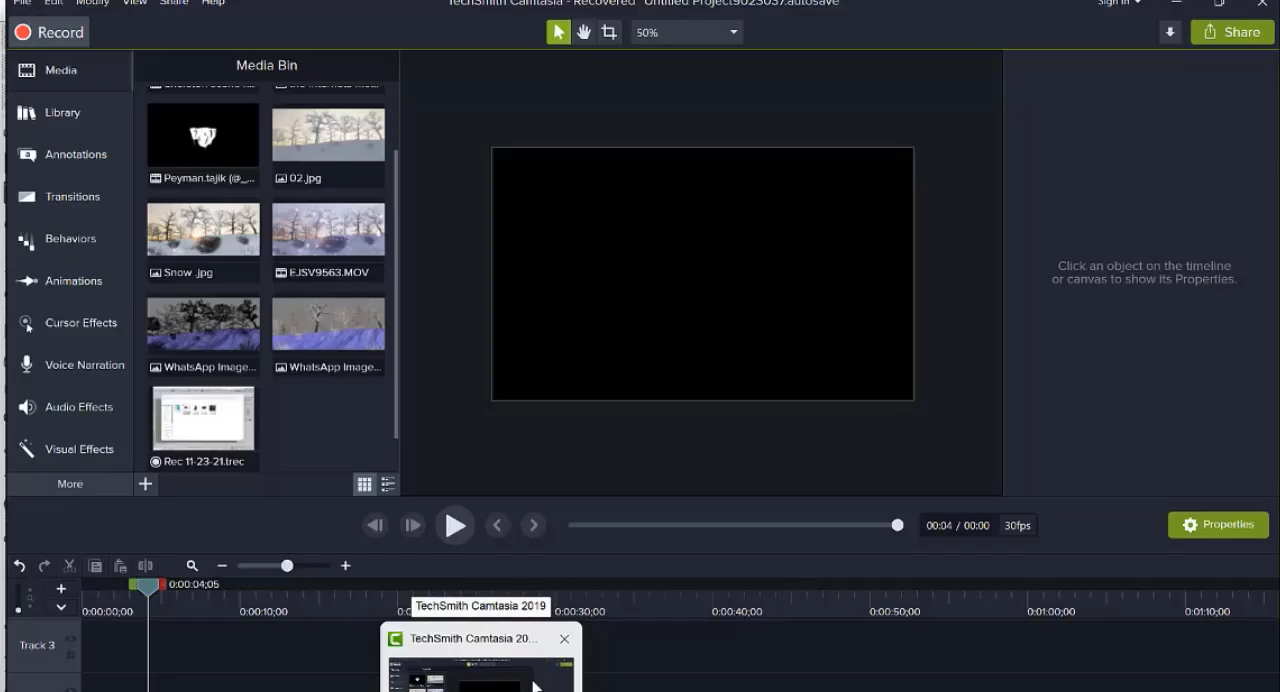 File Edit Modify View Share Help
TechSmith Camtasia - Recovered "Untitled Project9023037.autosave"
Sign in
Record
50%
Share
Media
Library
Annotations
Transitions
Behaviors
Animations
Cursor Effects
Voice Narration
Audio Effects
Visual Effects
More
Media Bin
Peyman.tajik (@_...
02.jpg
Snow .jpg
EJSV9563.MOV
WhatsApp Image...
WhatsApp Image...
Rec 11-23-21.trec
Click an object on the timeline
or canvas to show its Properties.
00:04 / 00:00
30fps
Properties
0:00:04;05
0:00:00;00
0:00:10;00
0:00:30;00
0:00:40;00
0:00:50;00
0:01:00;00
0:01:10;00
TechSmith Camtasia 2019
TechSmith Camtasia 20...
Track 3